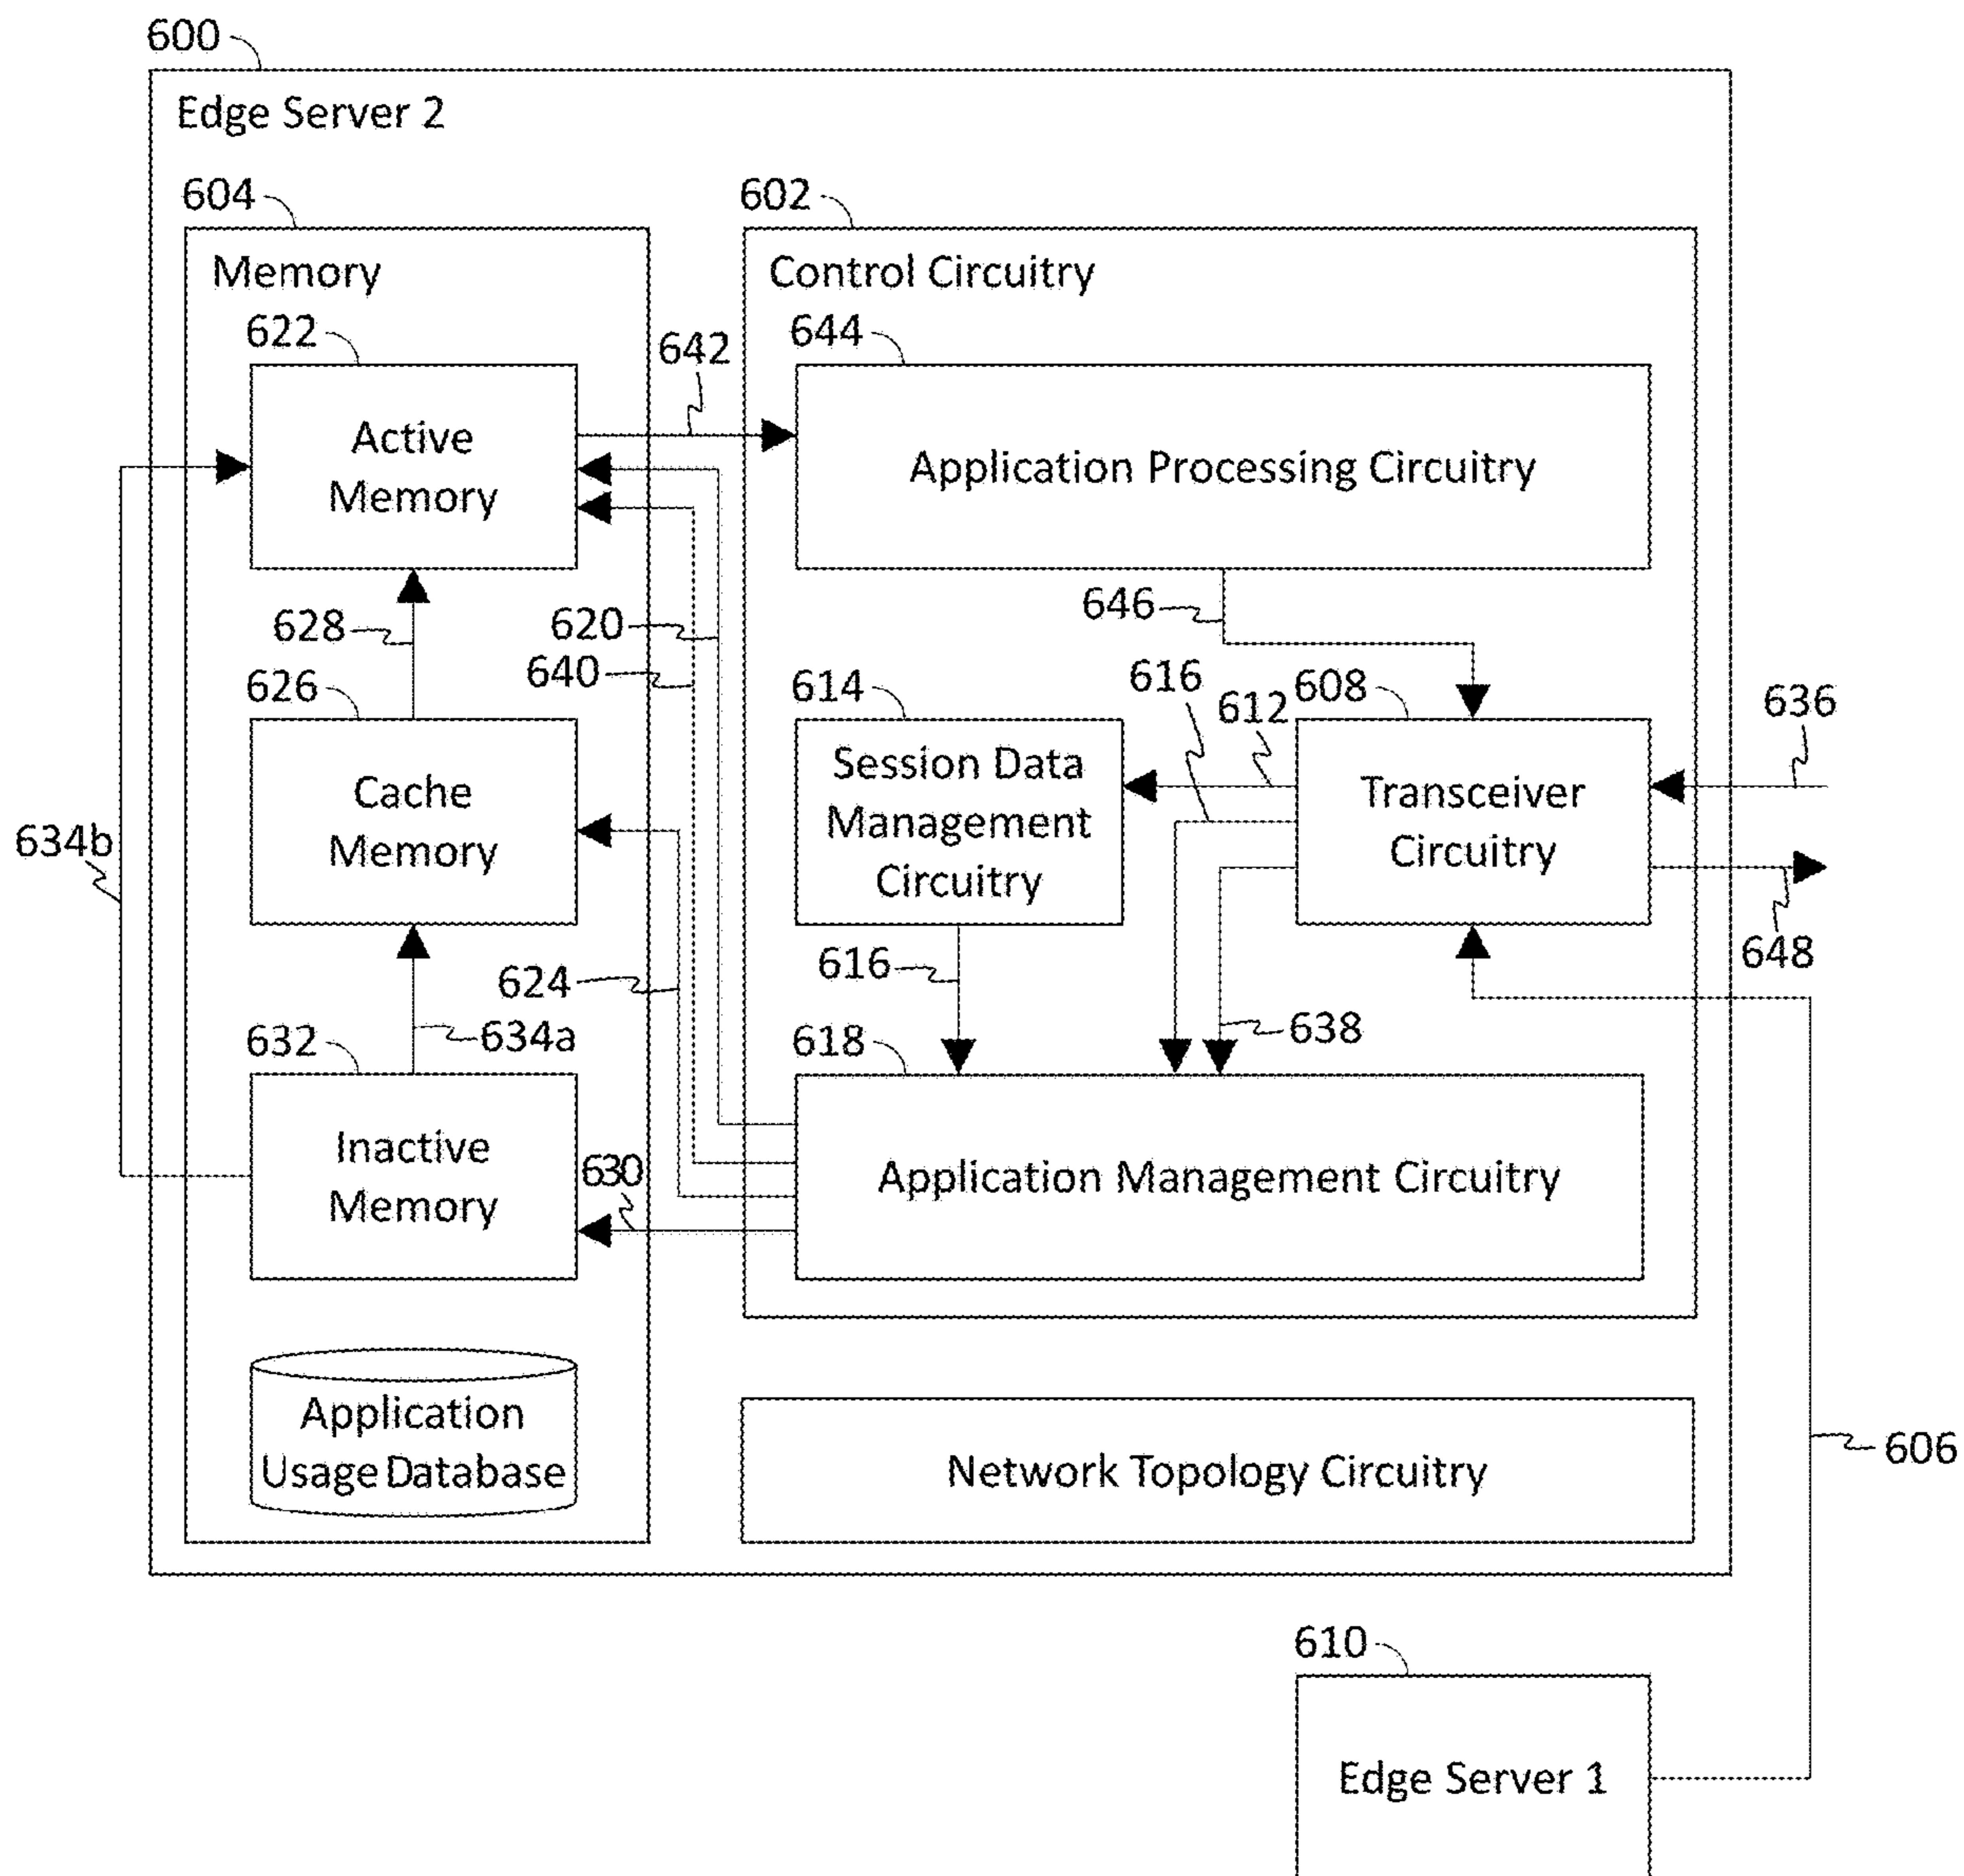 600
Edge Server 2
604
602
Memory
Control Circuitry
622
642
644
Active
Memory
Application Processing Circuitry
628
620
646
640
626
614
616
612
608
636
Cache
Memory
Session Data
Management
Circuitry
Transceiver
Circuitry
634b
624
616
648
632
634a
618
638
Inactive
Memory
630
Application Management Circuitry
Application
Usage Database
Network Topology Circuitry
606
610
Edge Server 1